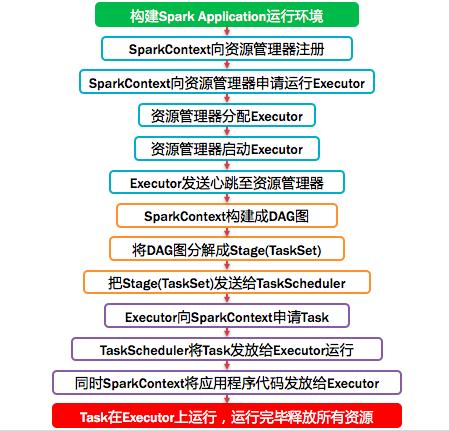 构建Spark Application运行环境
SparkContext向资源管理器注册
SparkContext向资源管理器申请运行Executor
资源管理器分配Executor
资源管理器启动Executor
Executor发送心跳至资源管理器
SparkContext构建成DAG图
将DAG图分解成Stage(TaskSet)
把Stage(TaskSet)发送给TaskScheduler
Executor向SparkContext申请Task
TaskScheduler将Task发放给Executor运行
同时SparkContext将应用程序代码发放给Executor
Task在Executor上运行，运行完毕释放所有资源